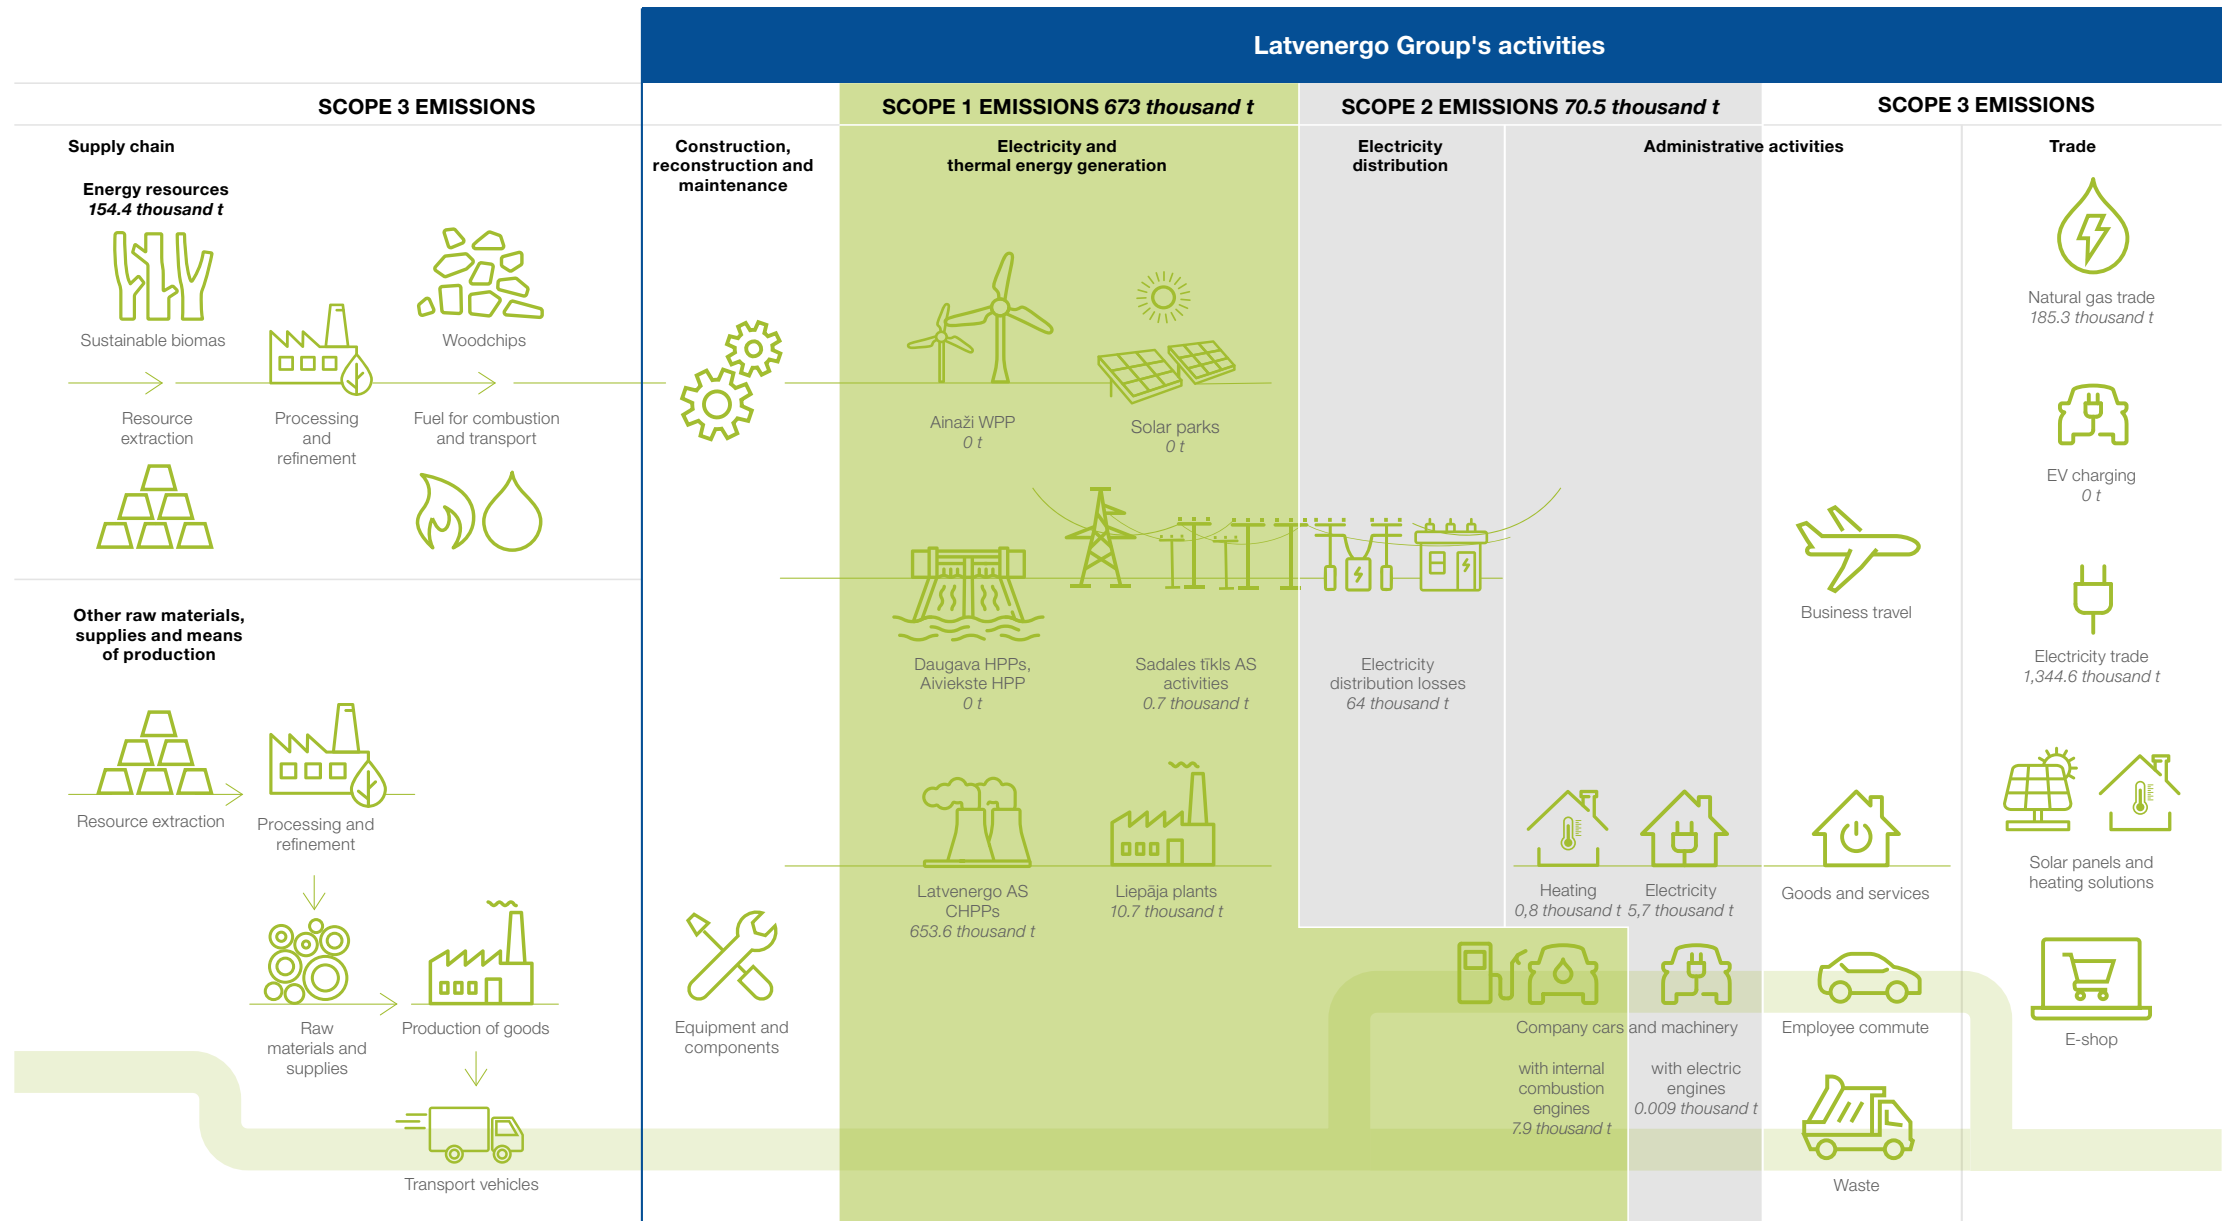 Latvenergo Group's activities
SCOPE 3 EMISSIONS
SCOPE 1 EMISSIONS 673 thousand t
SCOPE 2 EMISSIONS 70.5 thousand t
SCOPE 3 EMISSIONS
Supply chain
Energy resources
154.4 thousand t
Sustainable biomas
Woodchips
Resource
extraction
Processing
and
refinement
Fuel for combustion
and transport
Other raw materials,
supplies and means
of production
Resource extraction
Processing and
refinement
Raw
materials and
supplies
Production of goods
Transport vehicles
Construction,
reconstruction and
maintenance
Equipment and
components
Electricity and
thermal energy generation
Ainaži WPP
0 t
Solar parks
0 t
Daugava HPPs,
Aiviekste HPP
0 t
Sadales tīkls AS
activities
0.7 thousand t
Latvenergo AS
CHPPs
653.6 thousand t
Liepāja plants
10.7 thousand t
Electricity
distribution
Electricity
distribution losses
64 thousand t
Administrative activities
Heating
0,8 thousand t
Electricity
5,7 thousand t
Company cars and machinery
with internal
combustion
engines
7.9 thousand t
with electric
engines
0.009 thousand t
Business travel
Goods and services
Employee commute
Waste
Trade
Natural gas trade
185.3 thousand t
EV charging
0 t
Electricity trade
1,344.6 thousand t
Solar panels and
heating solutions
E-shop